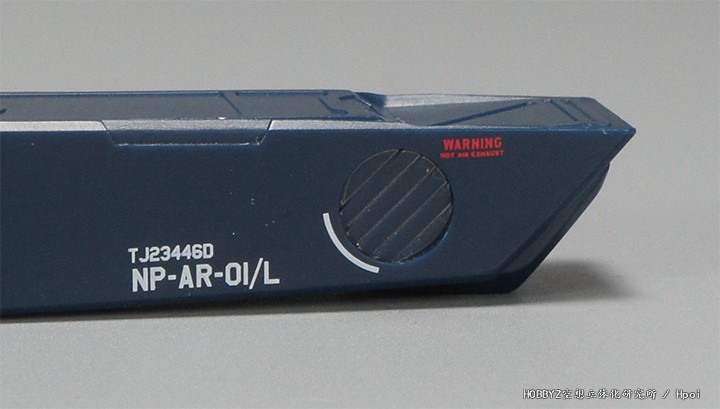 WARNING
HOT AIR EXHAUST
TJ23446D
NP-AR-01/L
HOBBYZ空想立体化研究所 / Hpoi